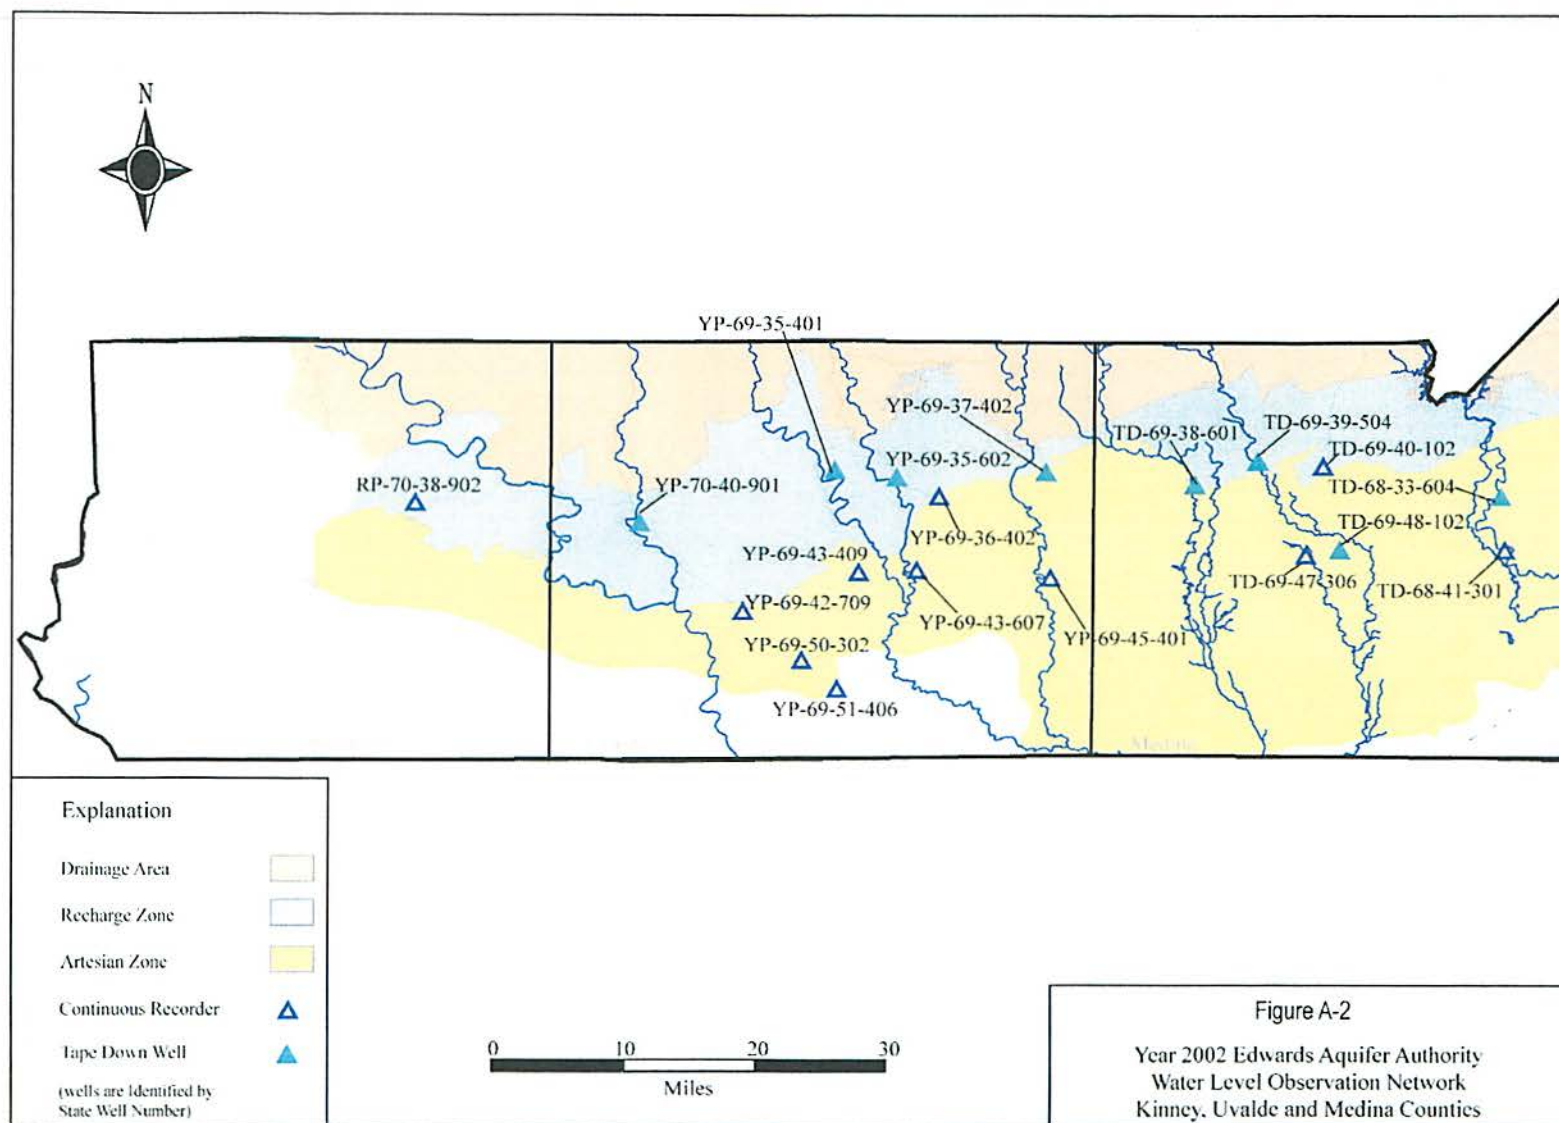 N
YP-69-35-401
YP-69-37-402
TD-69-38-601
TD-69-39-504
TD-69-40-102
YP-69-35-602
RP-70-38-902
YP-70-40-901
TD-68-33-604
TD-69-48-102
YP-69-36-402
YP-69-43-409
TD-69-47-306
TD-68-41-301
YP-69-42-709
YP-69-43-607
YP-69-45-401
YP-69-50-302
YP-69-51-406
Medina
Explanation
Drainage Area
Recharge Zone
Artesian Zone
Continuous Recorder
Tape Down Well
(wells are Identified by
State Well Number)
0 10 20 30
Miles
Figure A-2
Year 2002 Edwards Aquifer Authority
Water Level Observation Network
Kinney, Uvalde and Medina Counties